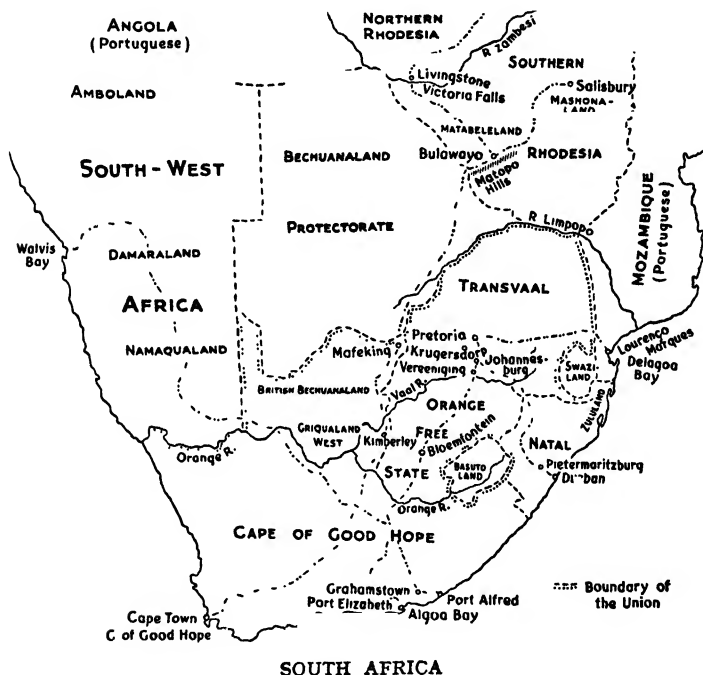 ANGOLA
(Portuguese)
NORTHERN
RHODESIA
R Zambesi
SOUTHERN
Livingstone
Victoria Falls
Salisbury
MASHONA-
LAND
AMBOLAND
MATABELELAND
SOUTH-WEST
BECHUANALAND
Bulawayo
RHODESIA
Matopo
Hills
MOZAMBIQUE
(Portuguese)
R Limpopo
PROTECTORATE
Walvis
Bay
DAMARALAND
TRANSVAAL
AFRICA
NAMAQUALAND
Mafeking
Pretoria
Krugersdorp
Johannes-
burg
Vereeniging
Lourenço
Marques
Delagoa
Bay
SWAZI-
LAND
BRITISH BECHUANALAND
Vaal R.
ZULULAND
ORANGE
FREE
STATE
GRIQUALAND
WEST
Kimberley
Bloemfontein
NATAL
Orange R.
BASUTO
LAND
Pietermaritzburg
Durban
Orange R.
CAPE OF GOOD HOPE
Grahamstown
Port Elizabeth
Port Alfred
Algoa Bay
Boundary of
the Union
Cape Town
C of Good Hope
SOUTH AFRICA